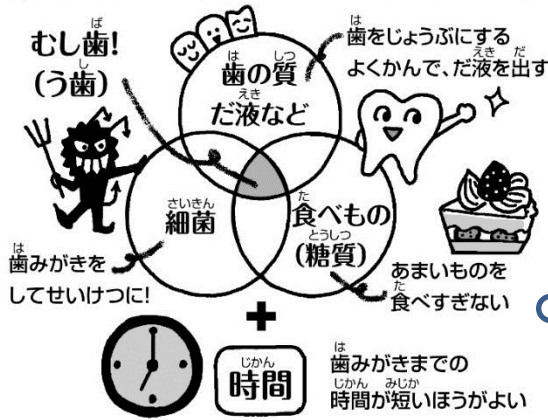 むし歯!
(う歯)
歯の質
だ液など
歯をじょうぶにする
よくかんで、だ液を出す
細菌
食べもの
(糖質)
歯みがきを
してせいけつに!
あまいものを
食べすぎない
+
時間
歯みがきまでの
時間が短いほうがよい